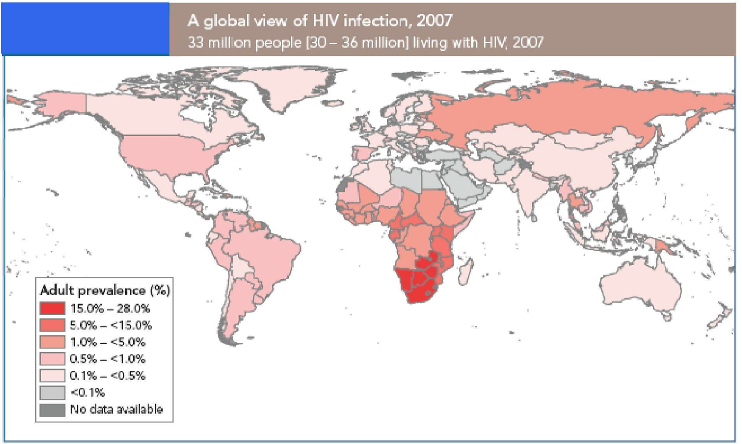 A global view of HIV infection, 2007
33 million people [30 – 36 million] living with HIV, 2007
Adult prevalence (%)
15.0% – 28.0%
5.0% – <15.0%
1.0% – <5.0%
0.5% – <1.0%
0.1% – <0.5%
<0.1%
No data available